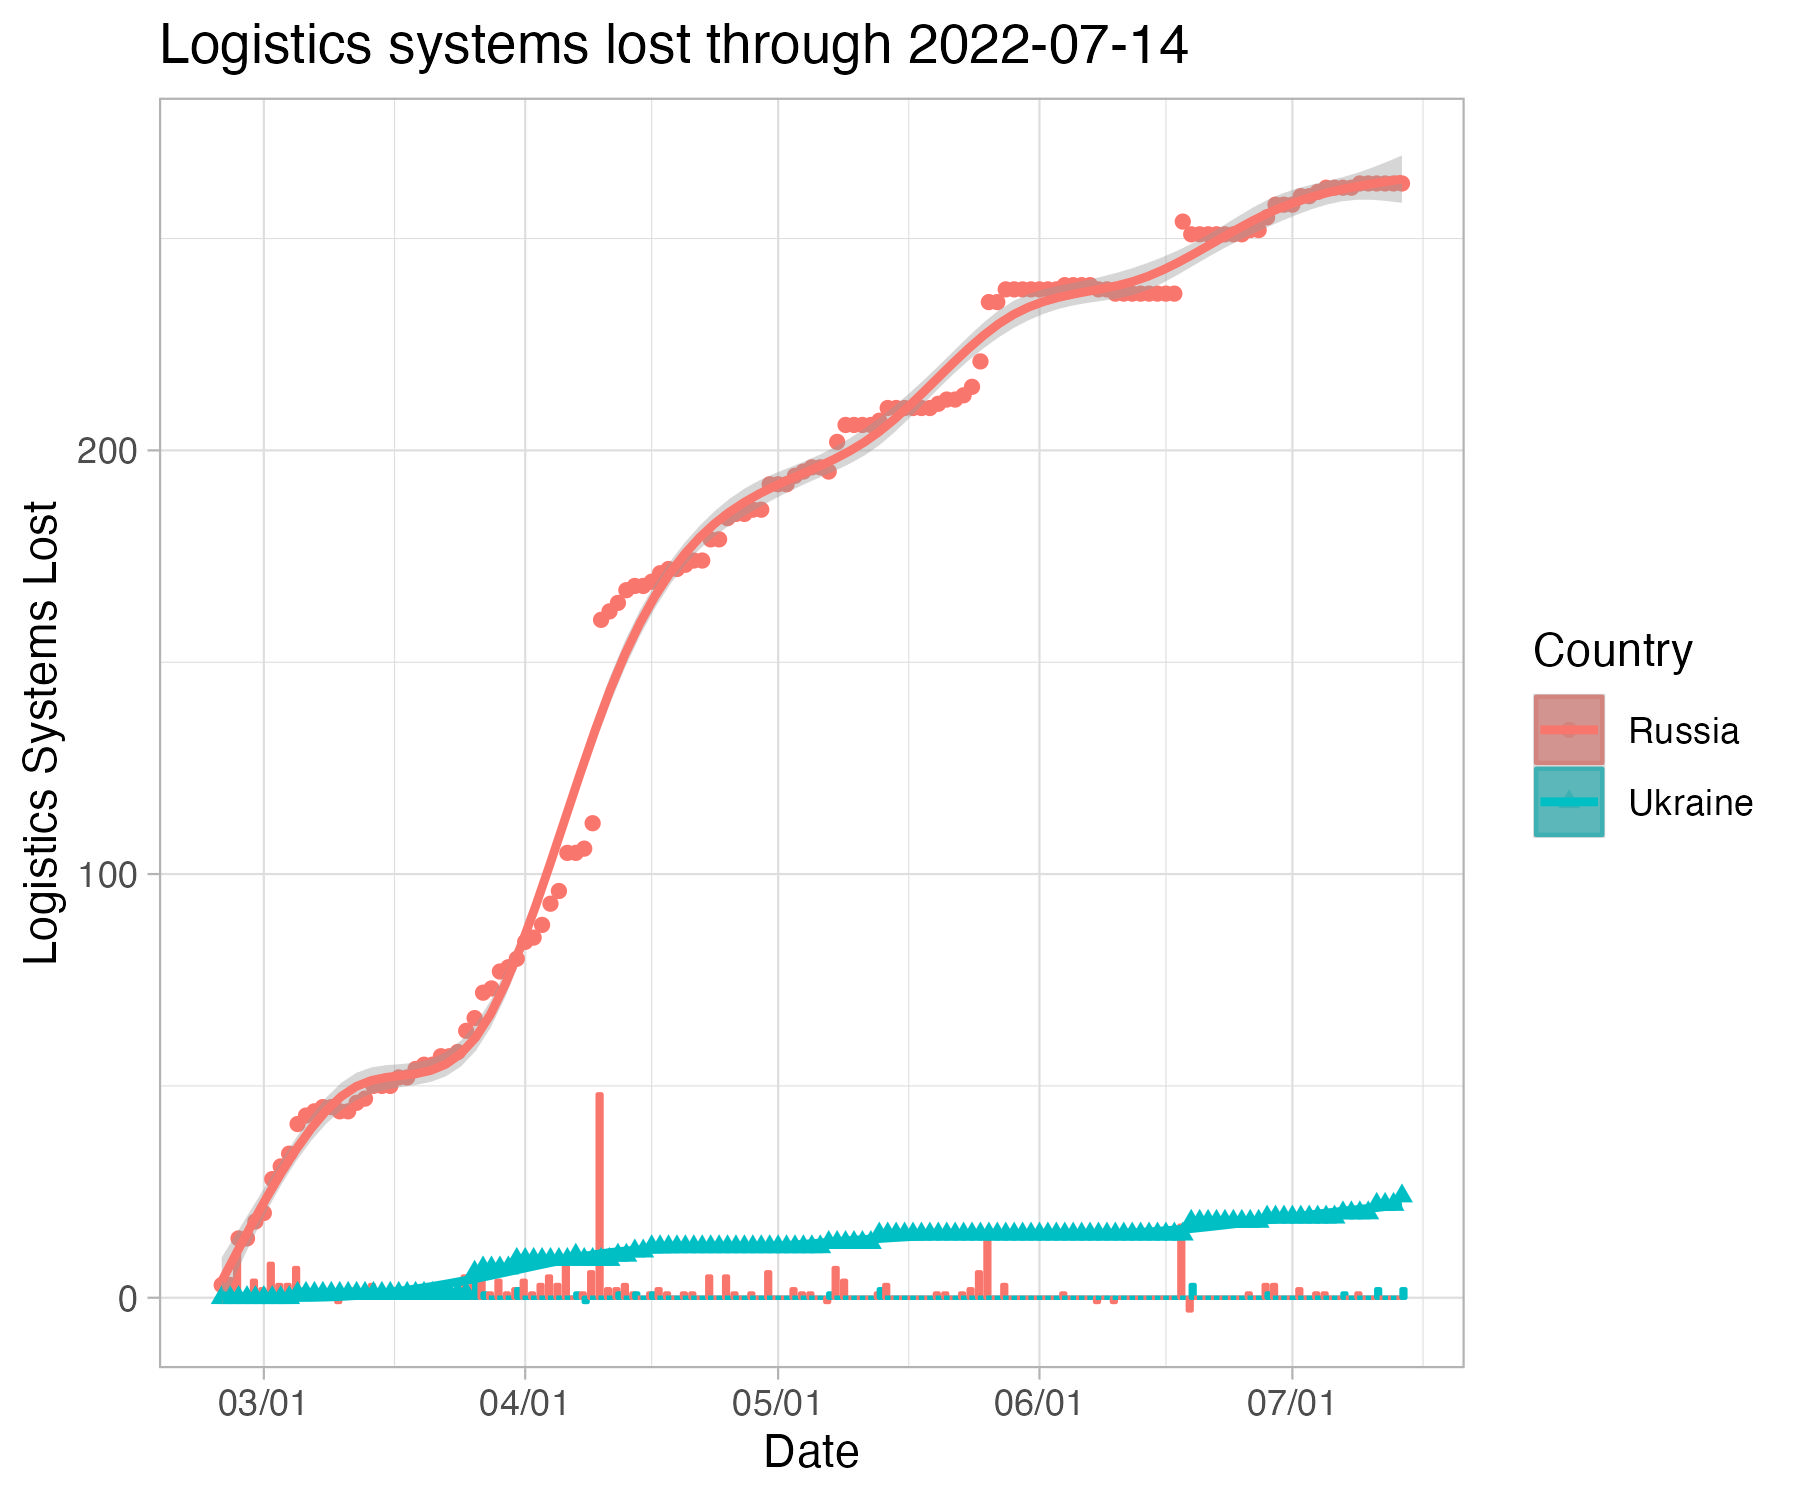 Logistics systems lost through 2022-07-14
Logistics Systems Lost
200
100
0
03/01
04/01
05/01
06/01
07/01
Date
Country
Russia
Ukraine